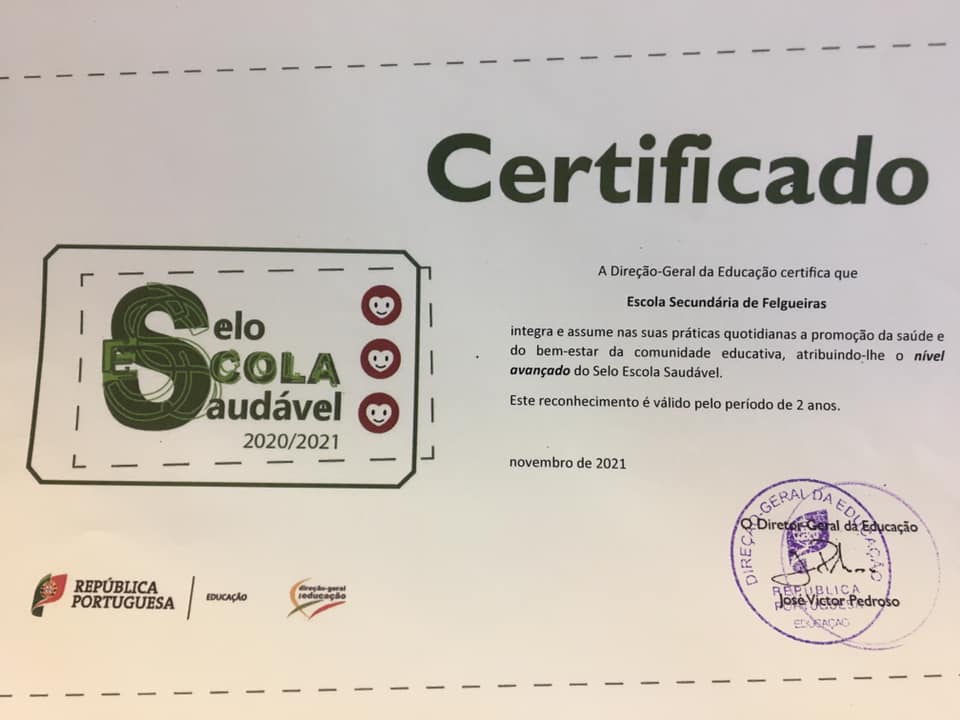 Certificado
Selo
ESCOLA
Saudável
2020/2021
A Direção-Geral da Educação certifica que
Escola Secundária de Felgueiras
integra e assume nas suas práticas quotidianas a promoção da saúde e
do bem-estar da comunidade educativa, atribuindo-lhe o nível
avançado do Selo Escola Saudável.
Este reconhecimento é válido pelo período de 2 anos.
novembro de 2021
DIREÇÃO-GERAL DA EDUCAÇÃO
O Diretor-Geral da Educação
REPÚBLICA
PORTUGUESA
José Victor Pedroso
EDUCAÇÃO
REPÚBLICA
PORTUGUESA
EDUCAÇÃO
direção-geral
educação